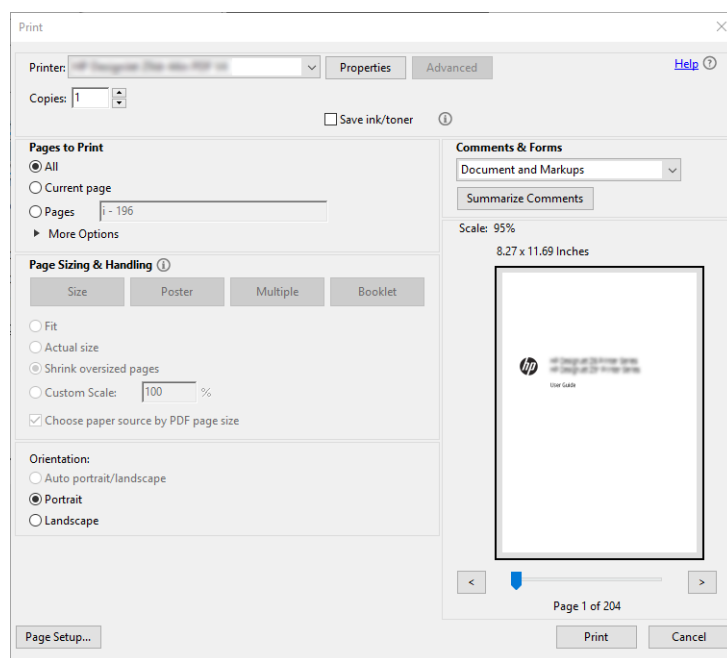 Print
Printer:
Properties
Advanced
Help
Copies: 1
Save ink/toner
Pages to Print
All
Current page
Pages i - 196
More Options
Comments & Forms
Document and Markups
Summarize Comments
Scale: 95%
8.27 x 11.69 Inches
Page Sizing & Handling
Size
Poster
Multiple
Booklet
Fit
Actual size
Shrink oversized pages
Custom Scale: 100 %
Choose paper source by PDF page size
Orientation:
Auto portrait/landscape
Portrait
Landscape
hp
User Guide
<
>
Page 1 of 204
Page Setup...
Print
Cancel